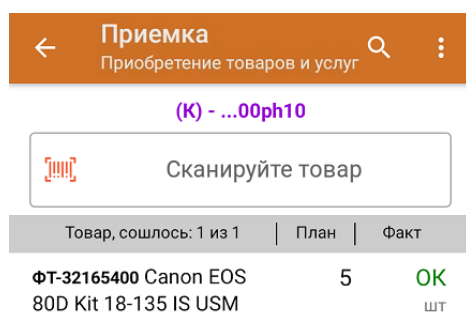 Приемка
Приобретение товаров и услуг
(К) - ...00ph10
Сканируйте товар
Товар, сошлось: 1 из 1 | План | Факт
ФТ-32165400 Canon EOS 5 OK
80D Kit 18-135 IS USM шт